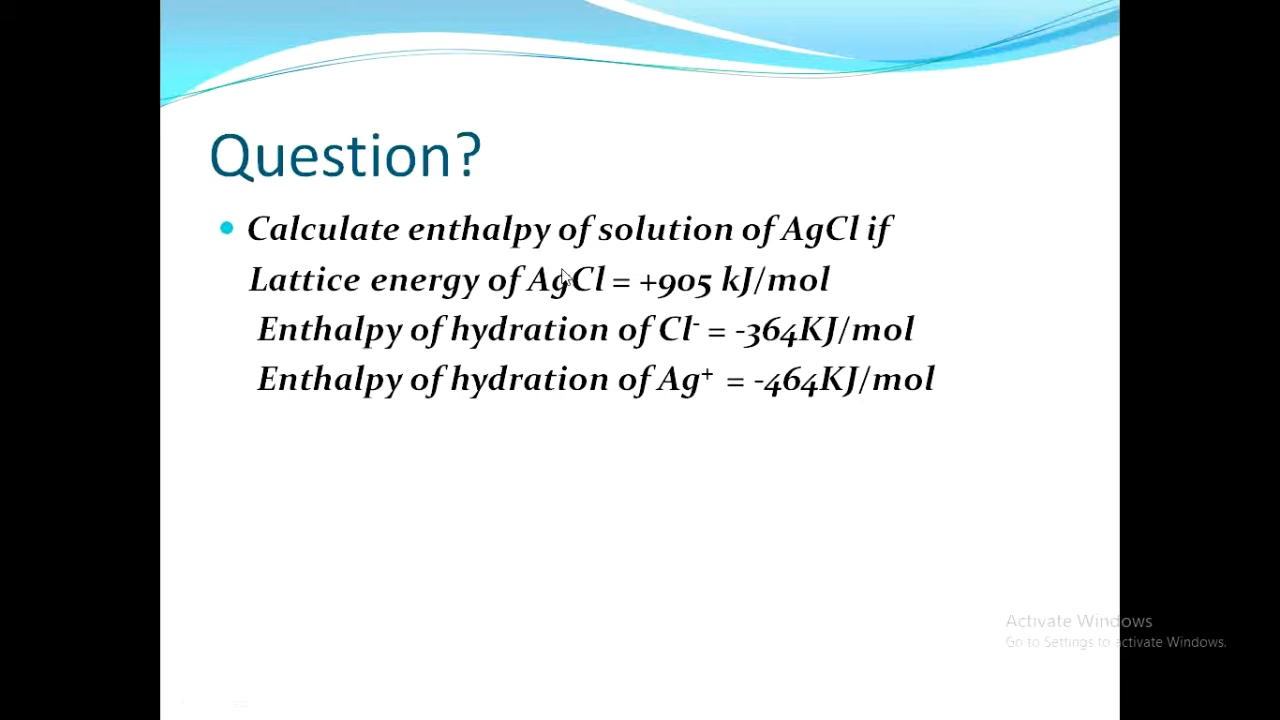 Question?
• Calculate enthalpy of solution of AgCl if
Lattice energy of AgCl = +905 kJ/mol
Enthalpy of hydration of Cl⁻ = -364KJ/mol
Enthalpy of hydration of Ag⁺ = -464KJ/mol
Activate Windows
Go to Settings to activate Windows.